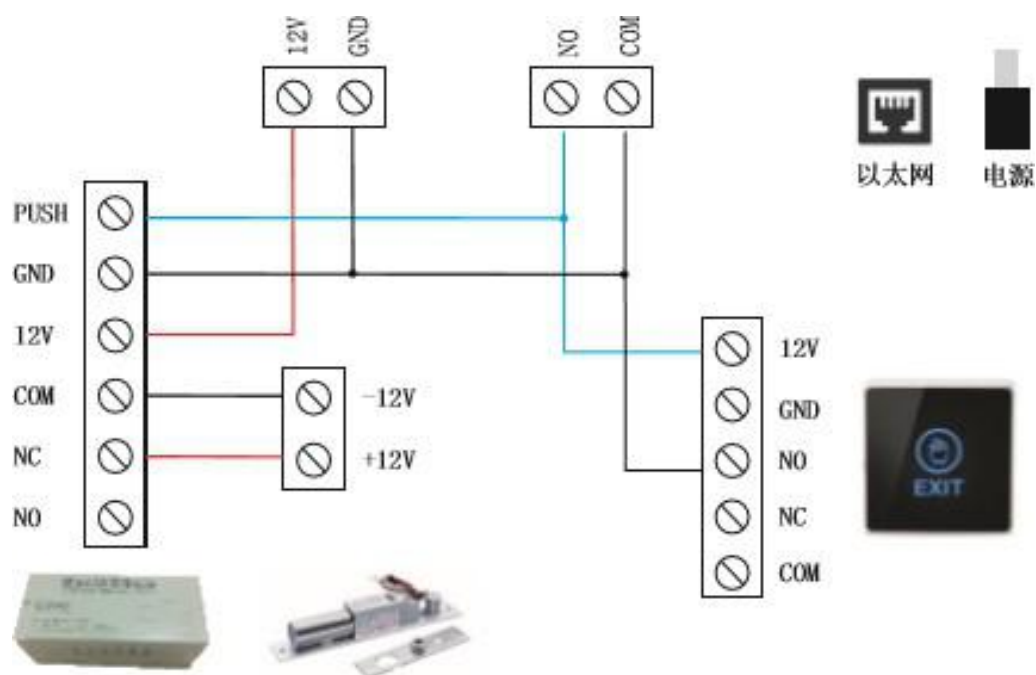 12V
GND
NO
COM
以太网
电源
PUSH
GND
12V
COM
NC
NO
-12V
+12V
12V
GND
NO
NC
COM
EXIT